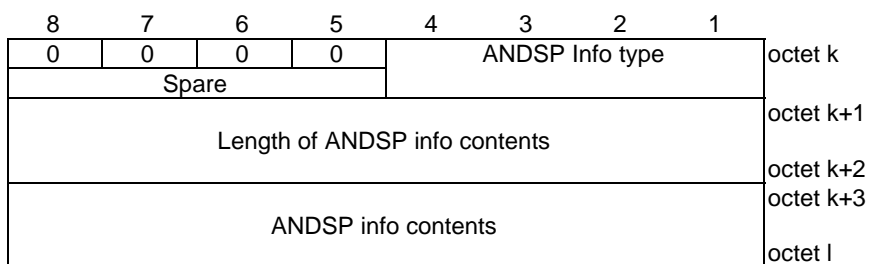 8 7 6 5 4 3 2 1
0 0 0 0 ANDSP Info type octet k
Spare
octet k+1
Length of ANDSP info contents
octet k+2
octet k+3
ANDSP info contents
octet l